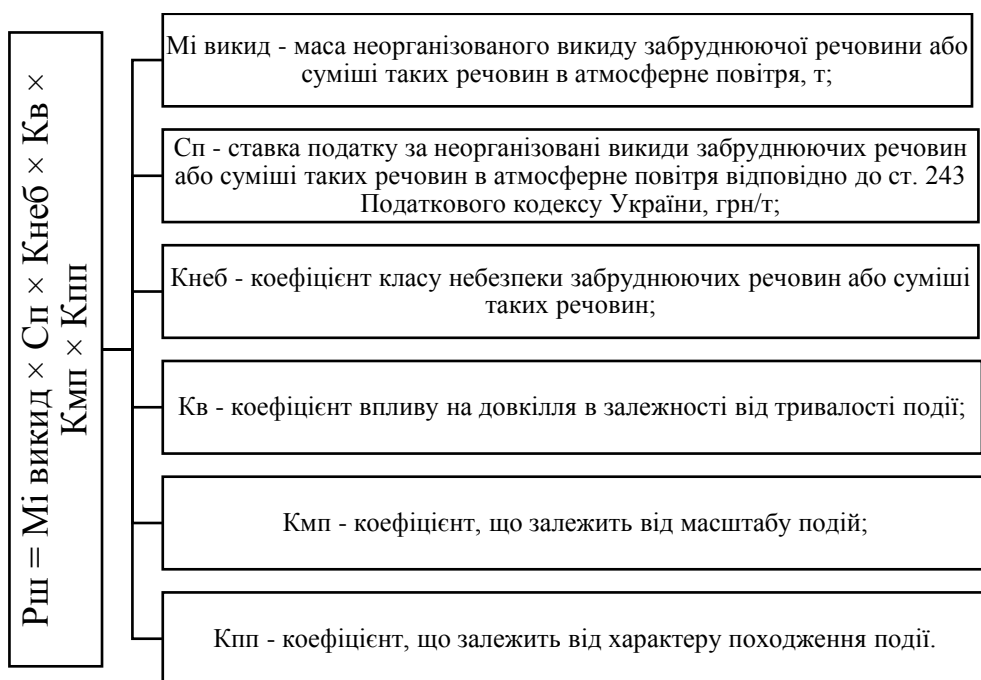 Рш = Мі викид × Сп × Кнеб × Кв ×
Кмп × Кпп
Мі викид - маса неорганізованого викиду забруднюючої речовини або
суміші таких речовин в атмосферне повітря, т;
Сп - ставка податку за неорганізовані викиди забруднюючих речовин
або суміші таких речовин в атмосферне повітря відповідно до ст. 243
Податкового кодексу України, грн/т;
Кнеб - коефіцієнт класу небезпеки забруднюючих речовин або суміші
таких речовин;
Кв - коефіцієнт впливу на довкілля в залежності від тривалості події;
Кмп - коефіцієнт, що залежить від масштабу подій;
Кпп - коефіцієнт, що залежить від характеру походження події.